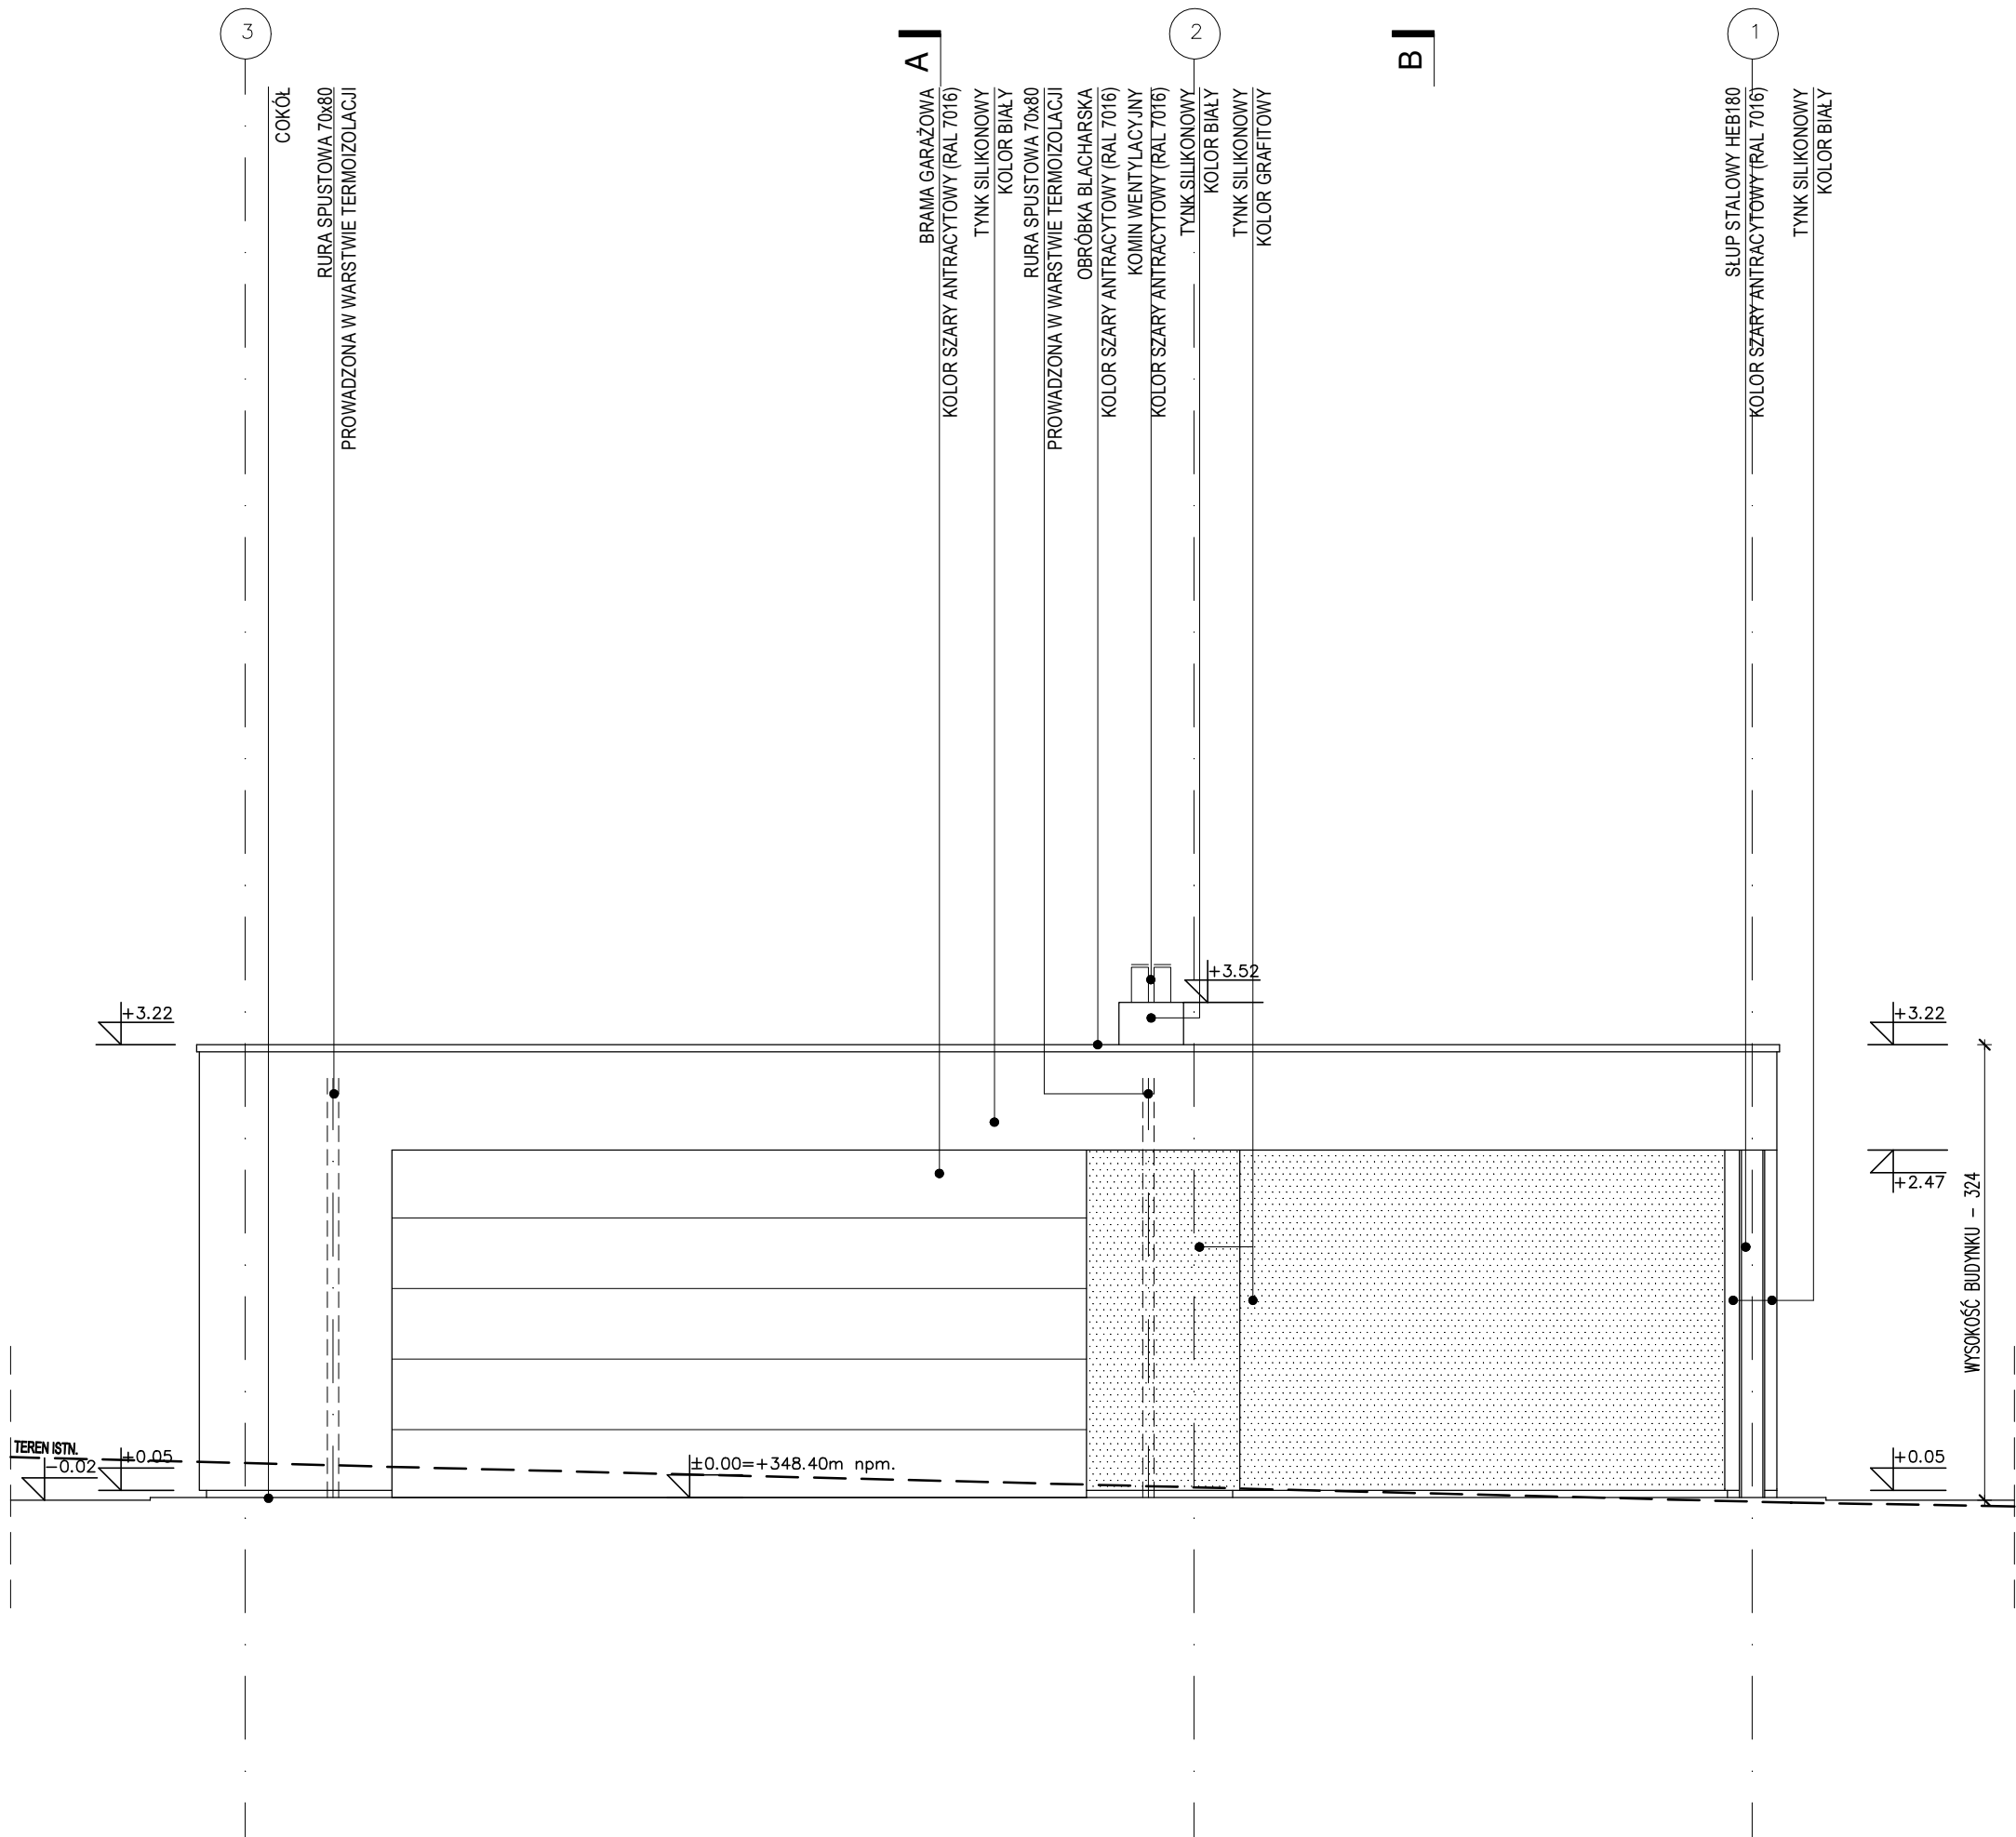 3
2
1
A
B
COKÓŁ
RURA SPUSTOWA 70x80
PROWADZONA W WARSTWIE TERMOIZOLACJI
BRAMA GARAŻOWA
KOLOR SZARY ANTRACYTOWY (RAL 7016)
TYNK SILIKONOWY
KOLOR BIAŁY
RURA SPUSTOWA 70x80
PROWADZONA W WARSTWIE TERMOIZOLACJI
OBRÓBKA BLACHARSKA
KOLOR SZARY ANTRACYTOWY (RAL 7016)
KOMIN WENTYLACYJNY
KOLOR SZARY ANTRACYTOWY (RAL 7016)
TYNK SILIKONOWY
KOLOR BIAŁY
TYNK SILIKONOWY
KOLOR GRAFITOWY
SŁUP STALOWY HEB180
KOLOR SZARY ANTRACYTOWY (RAL 7016)
TYNK SILIKONOWY
KOLOR BIAŁY
+3.52
+3.22
+3.22
+2.47
WYSOKOŚĆ BUDYNKU - 324
TEREN ISTN.
-0.02
+0.05
±0.00=+348.40m npm.
+0.05